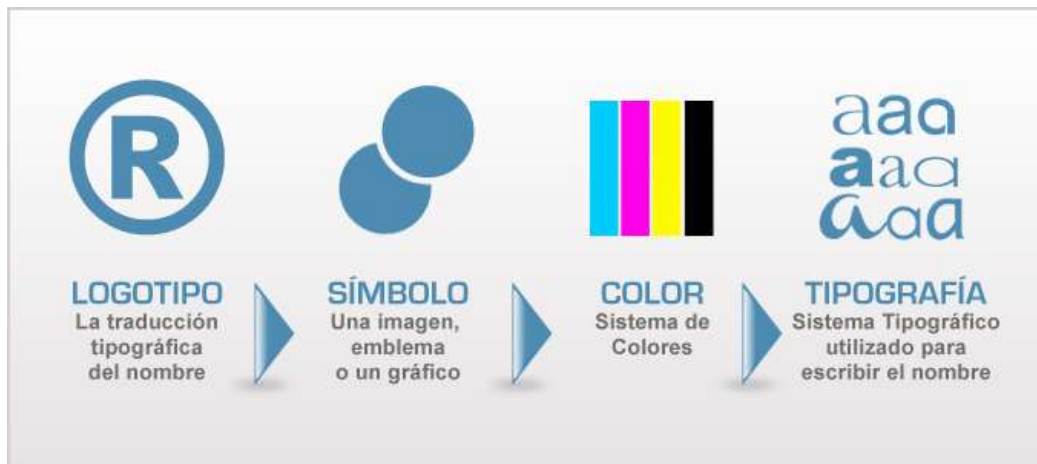 R
aaa
aaa
aaa
LOGOTIPO
La traducción
tipográfica
del nombre
SÍMBOLO
Una imagen,
emblema
o un gráfico
COLOR
Sistema de
Colores
TIPOGRAFÍA
Sistema Tipográfico
utilizado para
escribir el nombre